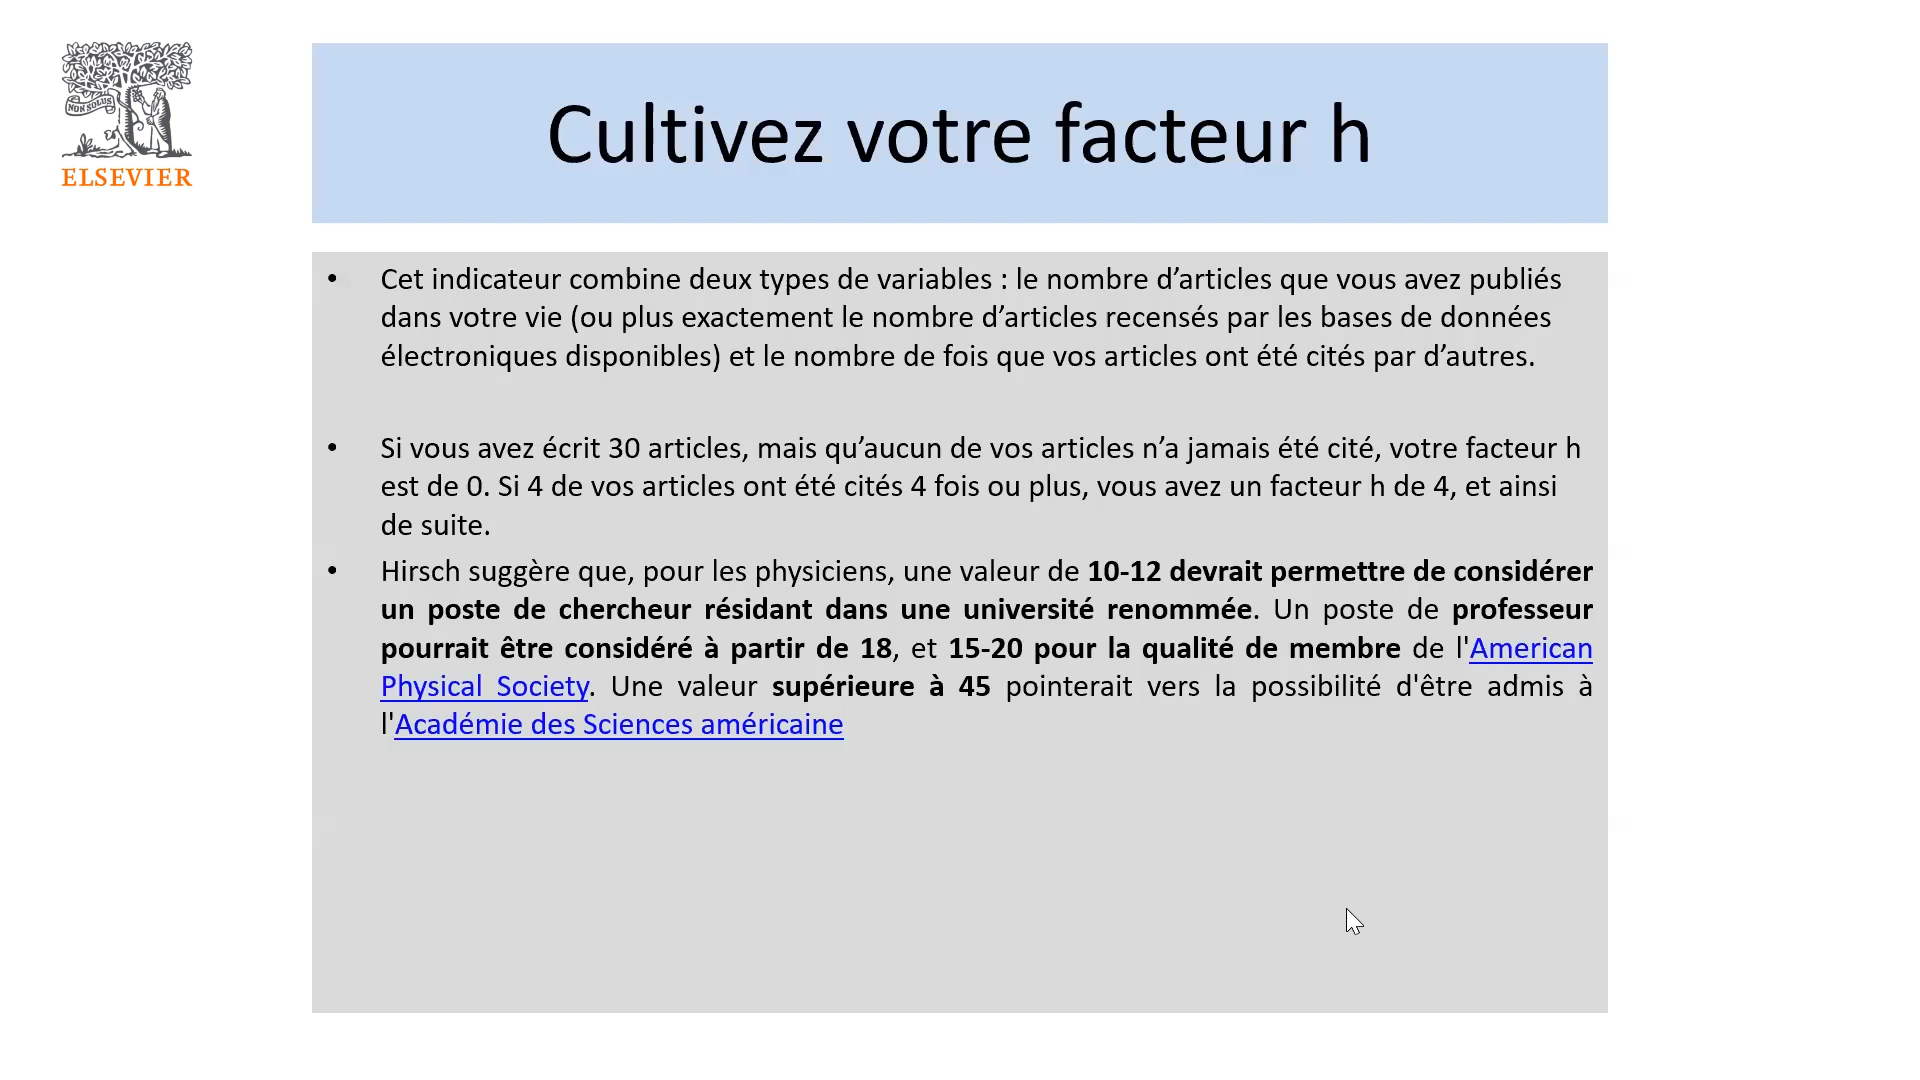 NON SOLUS
ELSEVIER
Cultivez votre facteur h
• Cet indicateur combine deux types de variables : le nombre d’articles que vous avez publiés
dans votre vie (ou plus exactement le nombre d’articles recensés par les bases de données
électroniques disponibles) et le nombre de fois que vos articles ont été cités par d’autres.
• Si vous avez écrit 30 articles, mais qu’aucun de vos articles n’a jamais été cité, votre facteur h
est de 0. Si 4 de vos articles ont été cités 4 fois ou plus, vous avez un facteur h de 4, et ainsi
de suite.
• Hirsch suggère que, pour les physiciens, une valeur de 10-12 devrait permettre de considérer
un poste de chercheur résidant dans une université renommée. Un poste de professeur
pourrait être considéré à partir de 18, et 15-20 pour la qualité de membre de l'American
Physical Society. Une valeur supérieure à 45 pointerait vers la possibilité d'être admis à
l'Académie des Sciences américaine